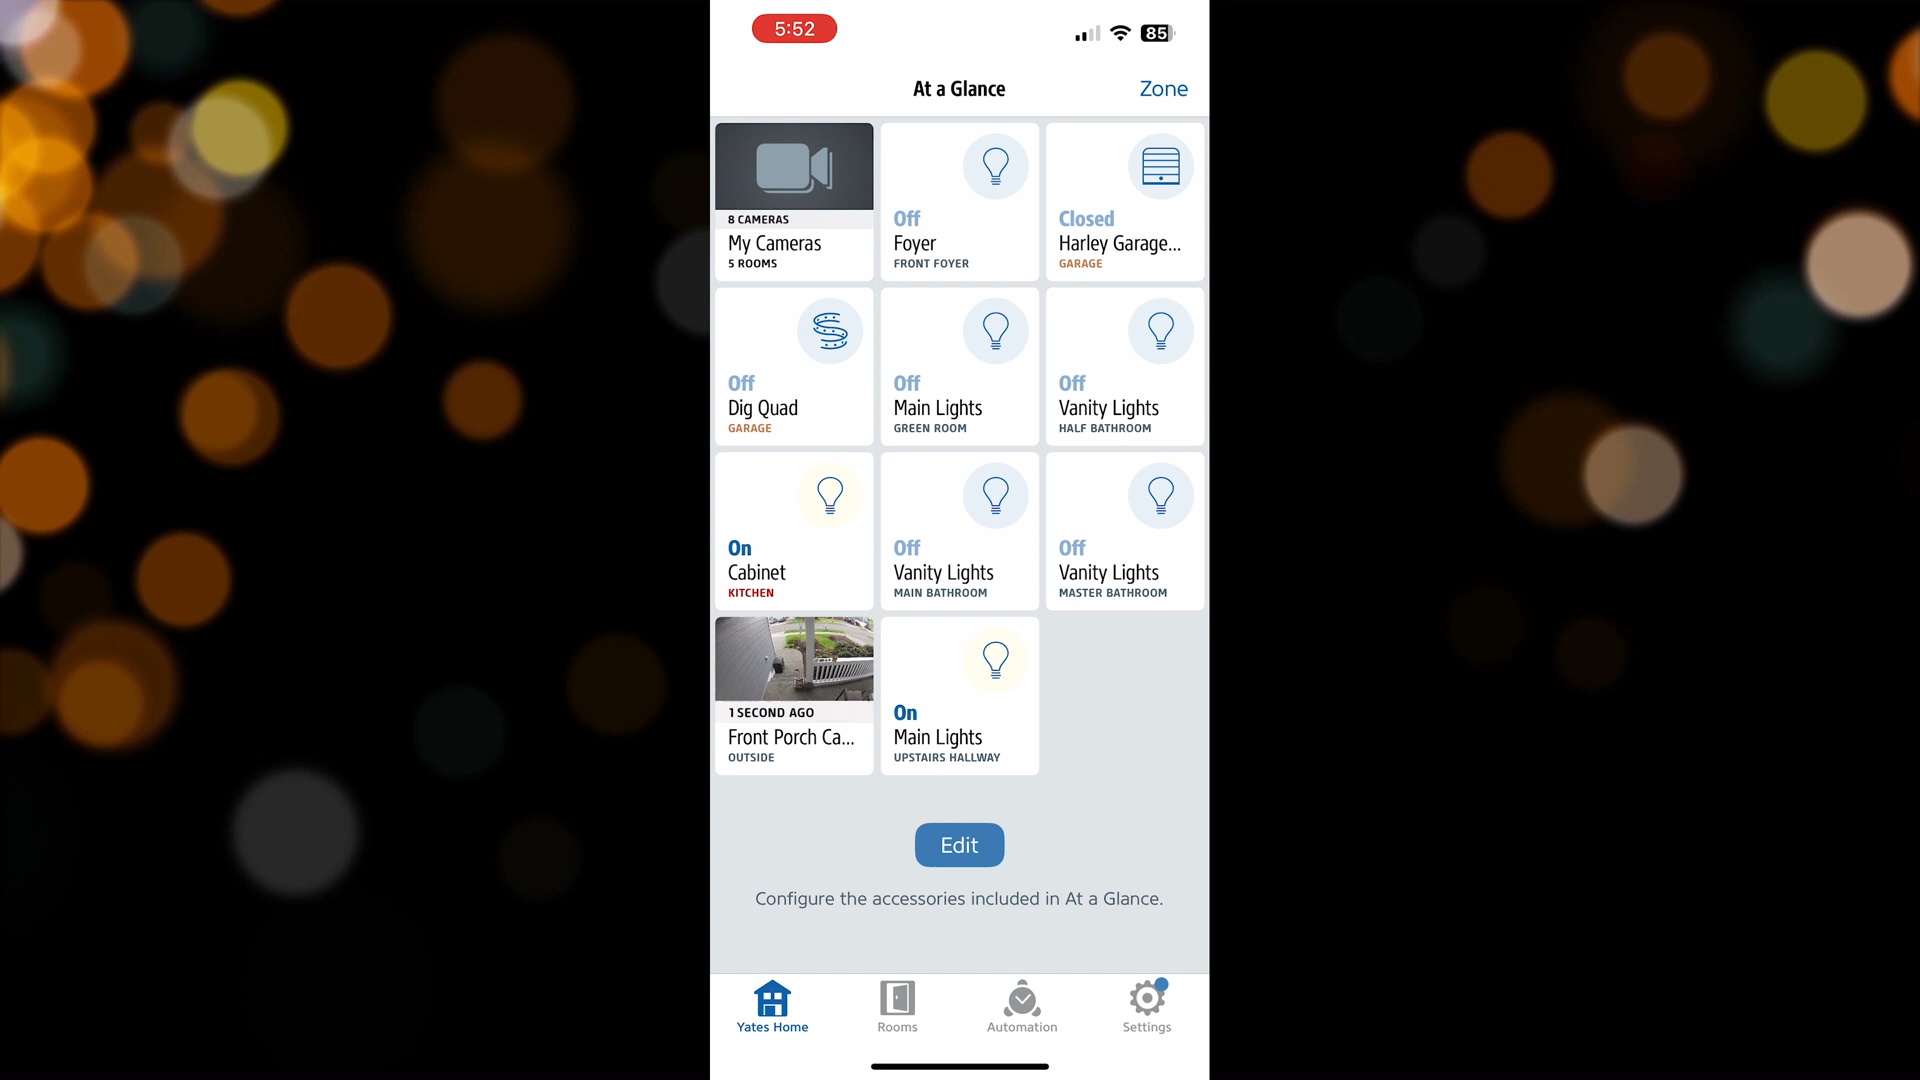 5:52
85
At a Glance
Zone
8 CAMERAS
My Cameras
5 ROOMS
Off
Foyer
FRONT FOYER
Closed
Harley Garage...
GARAGE
Off
Dig Quad
GARAGE
Off
Main Lights
GREEN ROOM
Off
Vanity Lights
HALF BATHROOM
On
Cabinet
KITCHEN
Off
Vanity Lights
MAIN BATHROOM
Off
Vanity Lights
MASTER BATHROOM
1 SECOND AGO
Front Porch Ca...
OUTSIDE
On
Main Lights
UPSTAIRS HALLWAY
Edit
Configure the accessories included in At a Glance.
Yates Home
Rooms
Automation
Settings